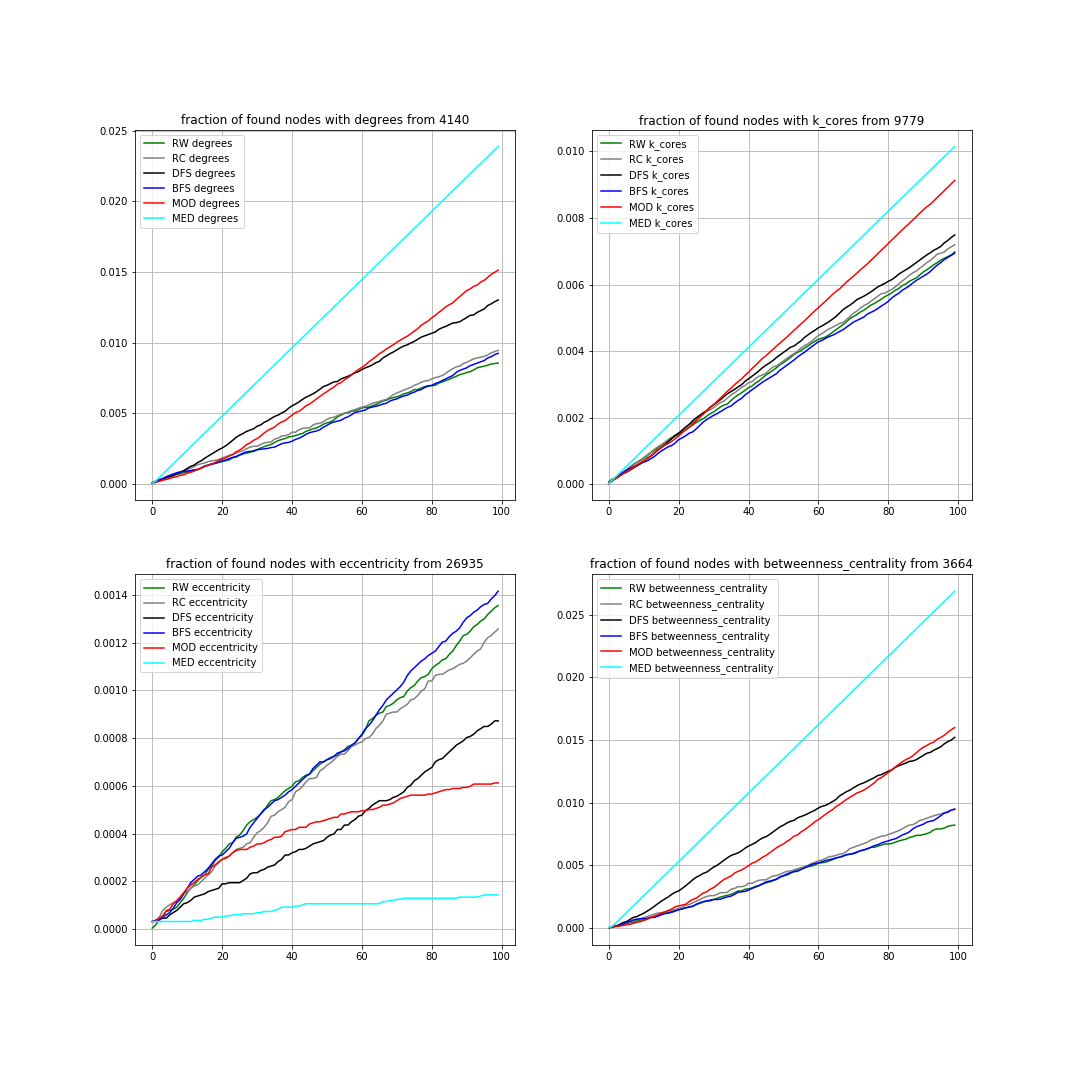 fraction of found nodes with degrees from 4140
0.025
0.020
0.015
0.010
0.005
0.000
RW degrees
RC degrees
DFS degrees
BFS degrees
MOD degrees
MED degrees
0 20 40 60 80 100
fraction of found nodes with k_cores from 9779
0.010
0.008
0.006
0.004
0.002
0.000
RW k_cores
RC k_cores
DFS k_cores
BFS k_cores
MOD k_cores
MED k_cores
0 20 40 60 80 100
fraction of found nodes with eccentricity from 26935
0.0014
0.0012
0.0010
0.0008
0.0006
0.0004
0.0002
0.0000
RW eccentricity
RC eccentricity
DFS eccentricity
BFS eccentricity
MOD eccentricity
MED eccentricity
0 20 40 60 80 100
fraction of found nodes with betweenness_centrality from 3664
0.025
0.020
0.015
0.010
0.005
0.000
RW betweenness_centrality
RC betweenness_centrality
DFS betweenness_centrality
BFS betweenness_centrality
MOD betweenness_centrality
MED betweenness_centrality
0 20 40 60 80 100